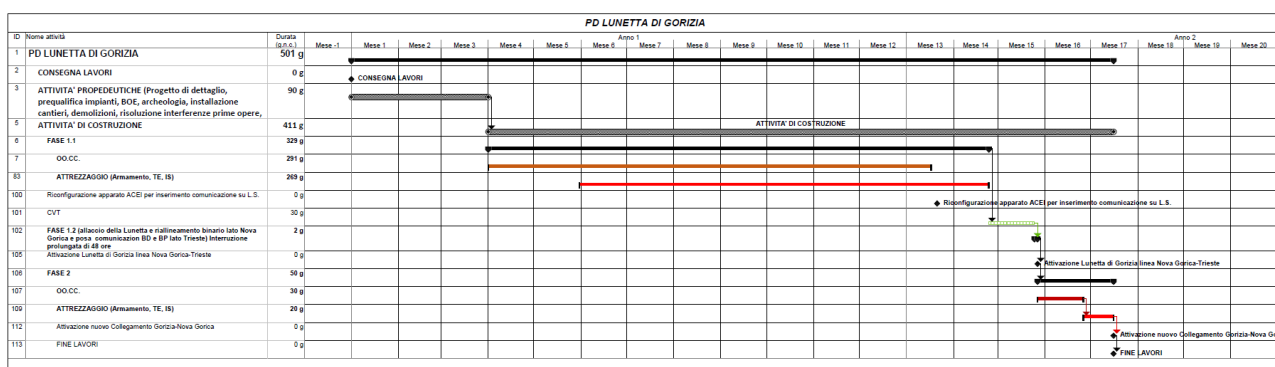 PD LUNETTA DI GORIZIA
ID Nome attività Durata (g.n.c.) Anno 1 Anno 2
Mese -1 Mese 1 Mese 2 Mese 3 Mese 4 Mese 5 Mese 6 Mese 7 Mese 8 Mese 9 Mese 10 Mese 11 Mese 12 Mese 13 Mese 14 Mese 15 Mese 16 Mese 17 Mese 18 Mese 19 Mese 20
1 PD LUNETTA DI GORIZIA 501 g
2 CONSEGNA LAVORI 0 g CONSEGNA LAVORI
3 ATTIVITA' PROPEDEUTICHE (Progetto di dettaglio, 90 g
prequalifica impianti, BOE, archeologia, installazione
cantieri, demolizioni, risoluzione interferenze prime opere,
5 ATTIVITA' DI COSTRUZIONE 411 g ATTIVITA' DI COSTRUZIONE
6 FASE 1.1 329 g
7 OO.CC. 291 g
83 ATTREZZAGGIO (Armamento, TE, IS) 269 g
100 Riconfigurazione apparato ACEI per inserimento comunicazione su L.S. 0 g Riconfigurazione apparato ACEI per inserimento comunicazione su L.S.
101 CVT 30 g
102 FASE 1.2 (allaccio della Lunetta e riallineamento binario lato Nova 2 g
Gorica e posa comunicazion BD e BP lato Trieste) Interruzione
prolungata di 48 ore
105 Attivazione Lunetta di Gorizia linea Nova Gorica-Trieste 0 g Attivazione Lunetta di Gorizia linea Nova Gorica-Trieste
106 FASE 2 50 g
107 OO.CC. 30 g
109 ATTREZZAGGIO (Armamento, TE, IS) 20 g
112 Attivazione nuovo Collegamento Gorizia-Nova Gorica 0 g Attivazione nuovo Collegamento Gorizia-Nova Go
113 FINE LAVORI 0 g FINE LAVORI